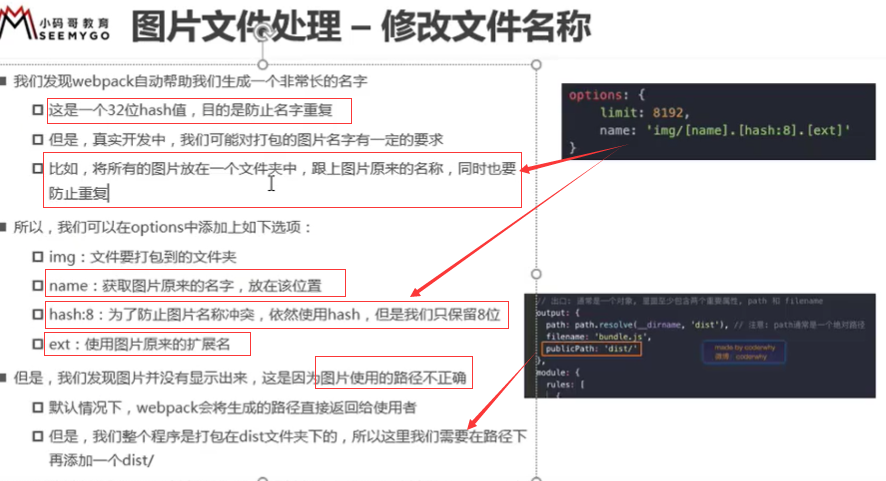 小码哥教育
SEEMYGO
图片文件处理 – 修改文件名称
我们发现webpack自动帮助我们生成一个非常长的名字
这是一个32位hash值，目的是防止名字重复
但是，真实开发中，我们可能对打包的图片名字有一定的要求
比如，将所有的图片放在一个文件夹中，跟上图片原来的名称，同时也要
防止重复
所以，我们可以在options中添加上如下选项：
img：文件要打包到的文件夹
name：获取图片原来的名字，放在该位置
hash:8：为了防止图片名称冲突，依然使用hash，但是我们只保留8位
ext：使用图片原来的扩展名
但是，我们发现图片并没有显示出来，这是因为图片使用的路径不正确
默认情况下，webpack会将生成的路径直接返回给使用者
但是，我们整个程序是打包在dist文件夹下的，所以这里我们需要在路径下
再添加一个dist/
options: {
limit: 8192,
name: 'img/[name].[hash:8].[ext]'
}
// 出口: 通常是一个对象, 里面至少包含两个重要属性, path 和 filename
output: {
path: path.resolve(__dirname, 'dist'), // 注意: path通常是一个绝对路径
filename: 'bundle.js',
publicPath: 'dist/'
},
module: {
rules: [
{
made by coderwhy
微博: coderwhy